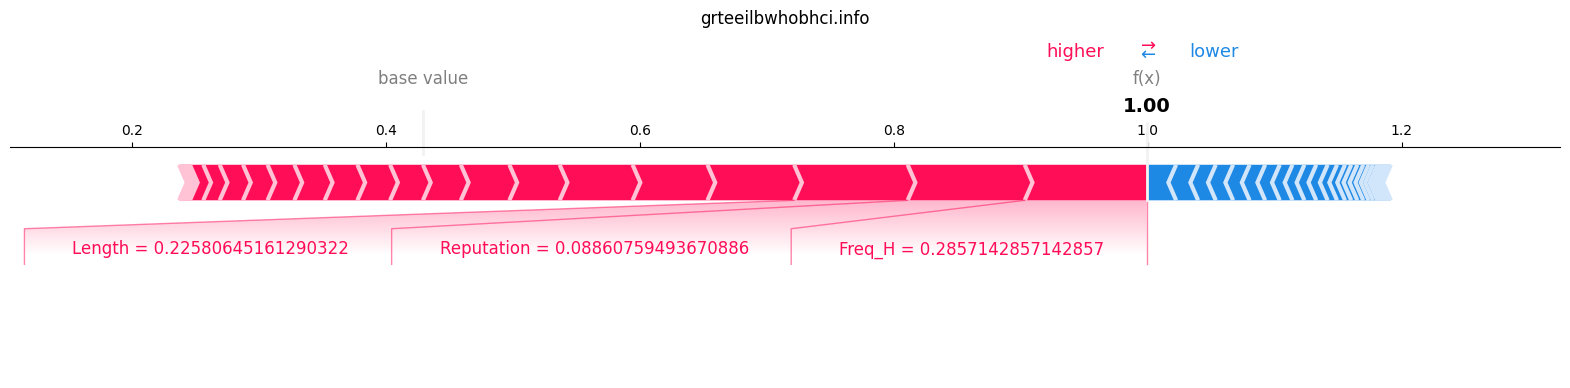 grteeilbwhobhci.info
higher → ← lower
base value f(x)
1.00
0.2 0.4 0.6 0.8 1.0 1.2
Length = 0.22580645161290322 Reputation = 0.08860759493670886 Freq_H = 0.2857142857142857